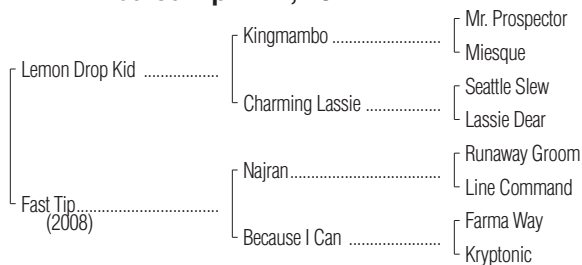 Mr. Prospector
Kingmambo
Miesque
Lemon Drop Kid
Seattle Slew
Charming Lassie
Lassie Dear
Runaway Groom
Najran
Line Command
Fast Tip
(2008)
Farma Way
Because I Can
Kryptonic